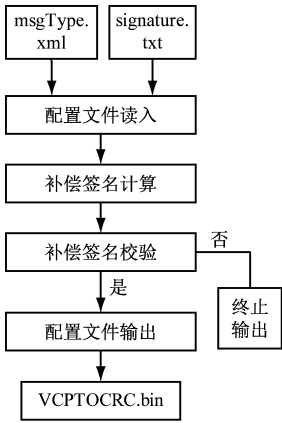 msgType.
xml
signature.
txt
配置文件读入
补偿签名计算
补偿签名校验
否
是
终止
输出
配置文件输出
VCPTOCRC.bin